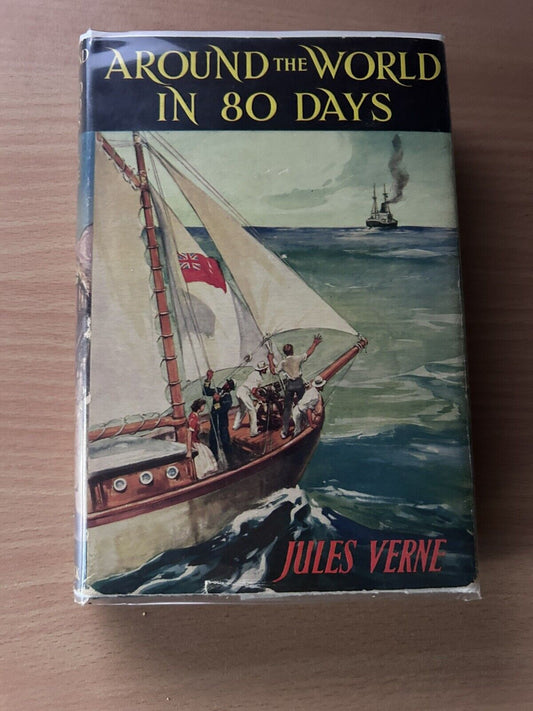 AROUND THE WORLD
IN 80 DAYS
JULES VERNE